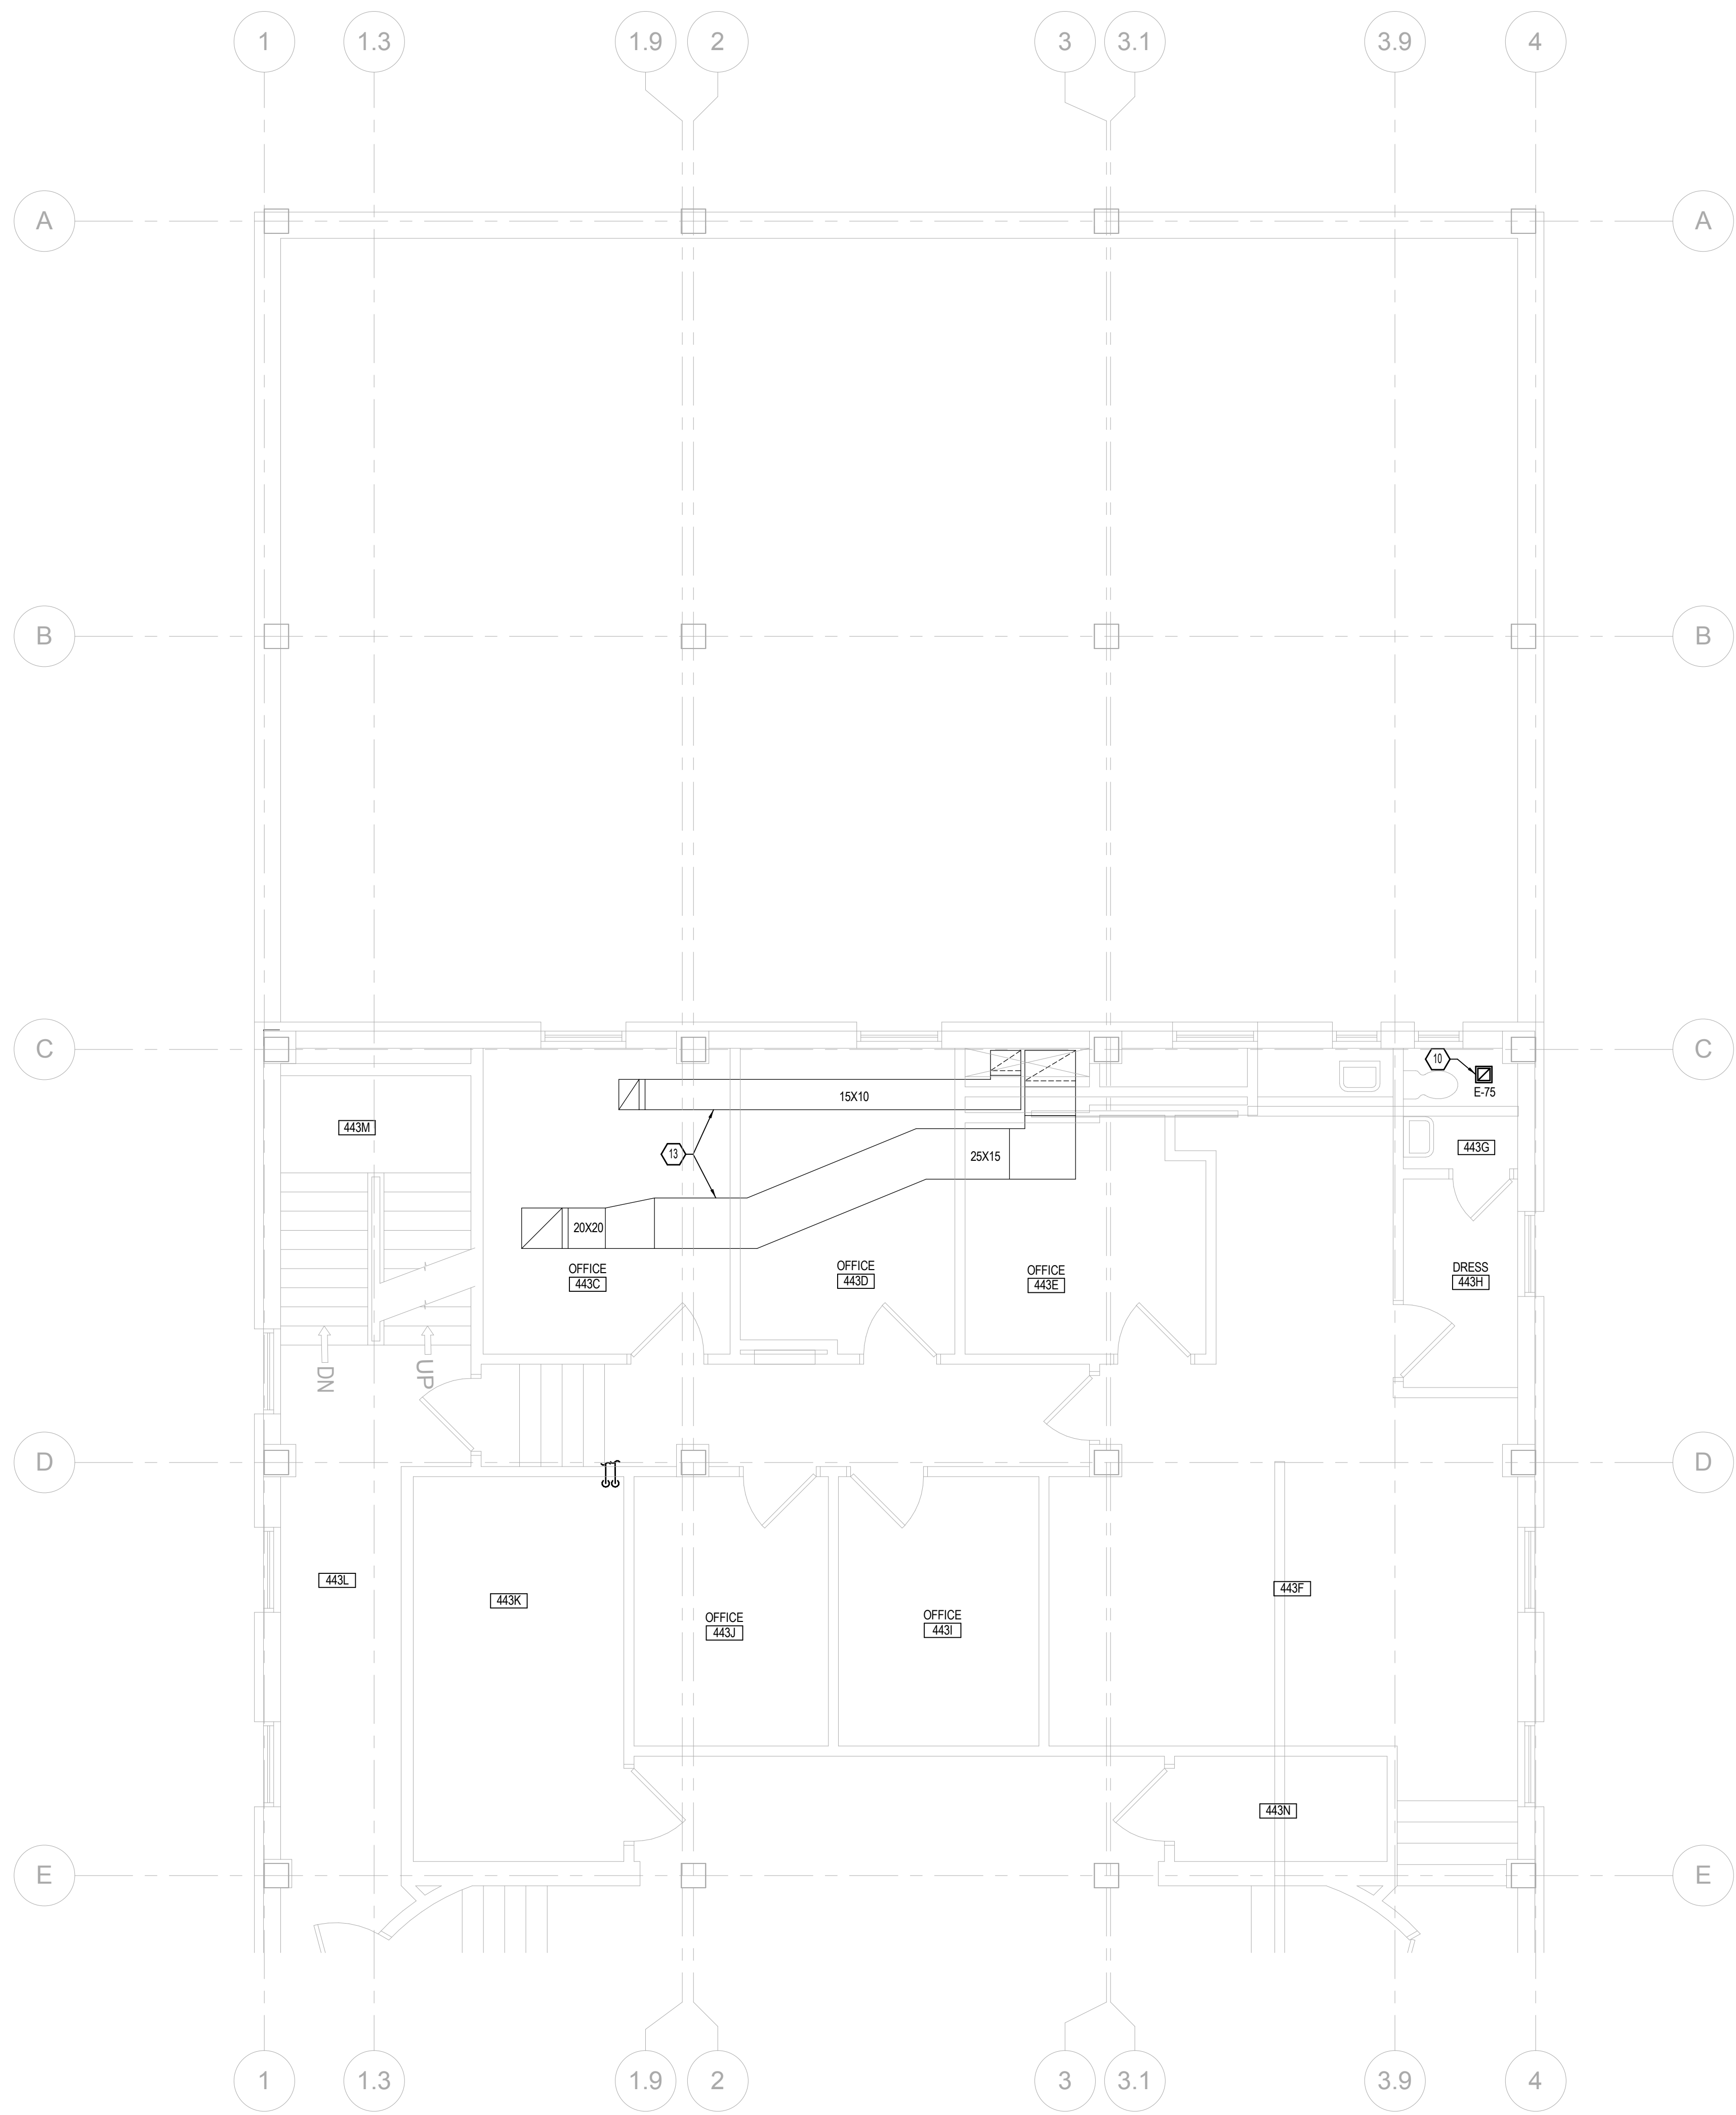 1
1.3
1.9
2
3
3.1
3.9
4
A
A
B
B
C
C
10
E-75
15X10
443M
13
25X15
443G
20X20
OFFICE
443C
OFFICE
443D
OFFICE
443E
DRESS
443H
DN
UP
D
D
443L
443K
OFFICE
443J
OFFICE
443I
443F
443N
E
E
1
1.3
1.9
2
3
3.1
3.9
4